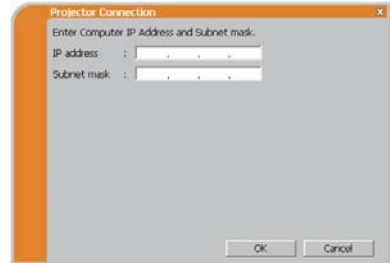 Projector Connection
Enter Computer IP Address and Subnet mask.
IP address :
Subnet mask :
OK Cancel